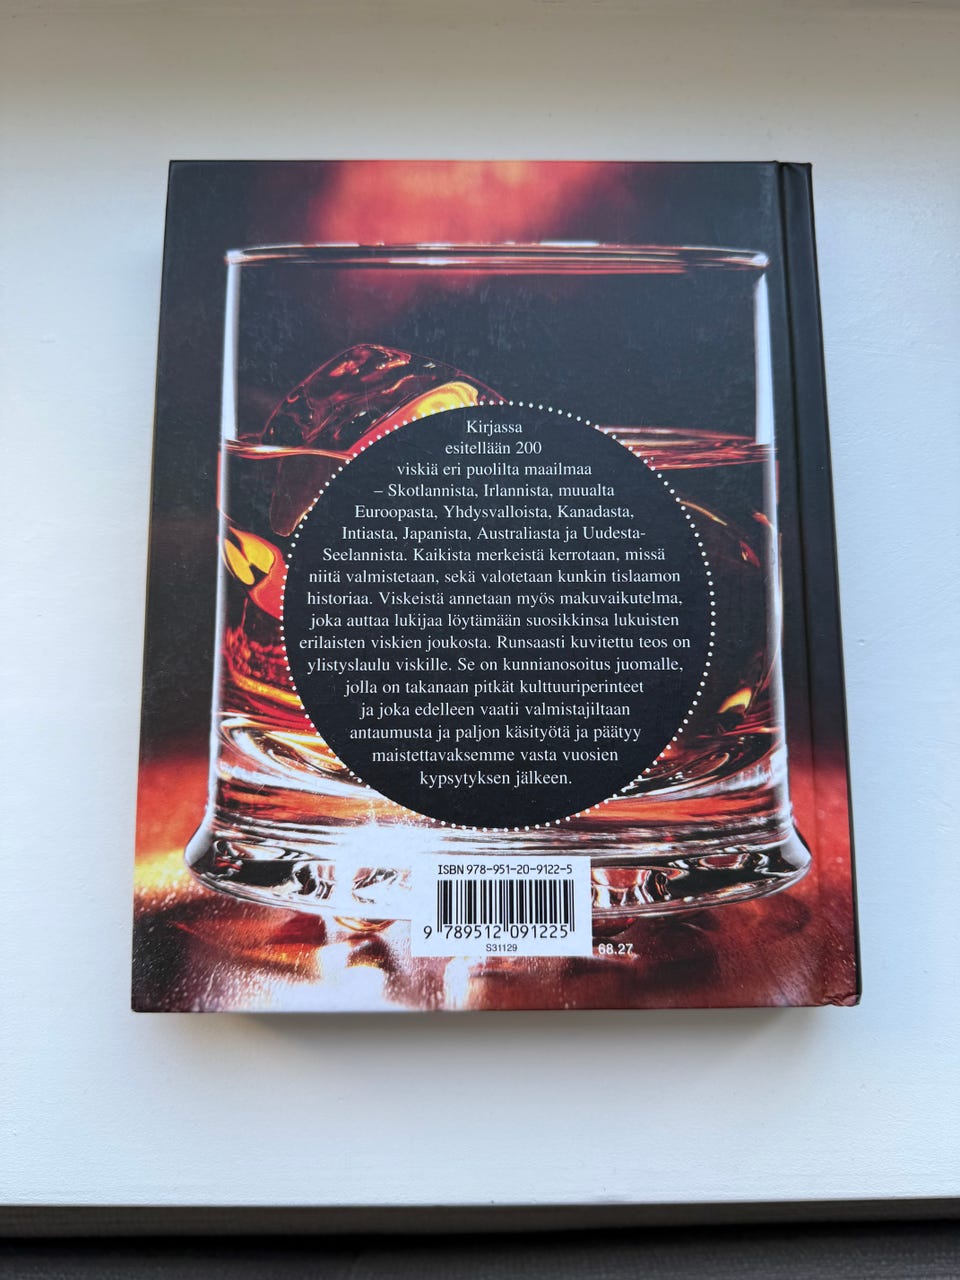 Kirjassa
esitellään 200
viskiä eri puolilta maailmaa
– Skotlannista, Irlannista, muualta
Euroopasta, Yhdysvalloista, Kanadasta,
Intiasta, Japanista, Australiasta ja Uudesta-
Seelannista. Kaikista merkeistä kerrotaan, missä
niitä valmistetaan, sekä valotetaan kunkin tislaamon
historiaa. Viskeistä annetaan myös makuvaikutelma,
joka auttaa lukijaa löytämään suosikkinsa lukuisten
erilaisten viskien joukosta. Runsaasti kuvitettu teos on
ylistyslaulu viskille. Se on kunnianosoitus juomalle,
jolla on takanaan pitkät kulttuuriperinteet
ja joka edelleen vaatii valmistajiltaan
antaumusta ja paljon käsityötä ja päätyy
maistettavaksemme vasta vuosien
kypsytyksen jälkeen.
ISBN 978-951-20-9122-5
9 789512 091225
S31129
68.27